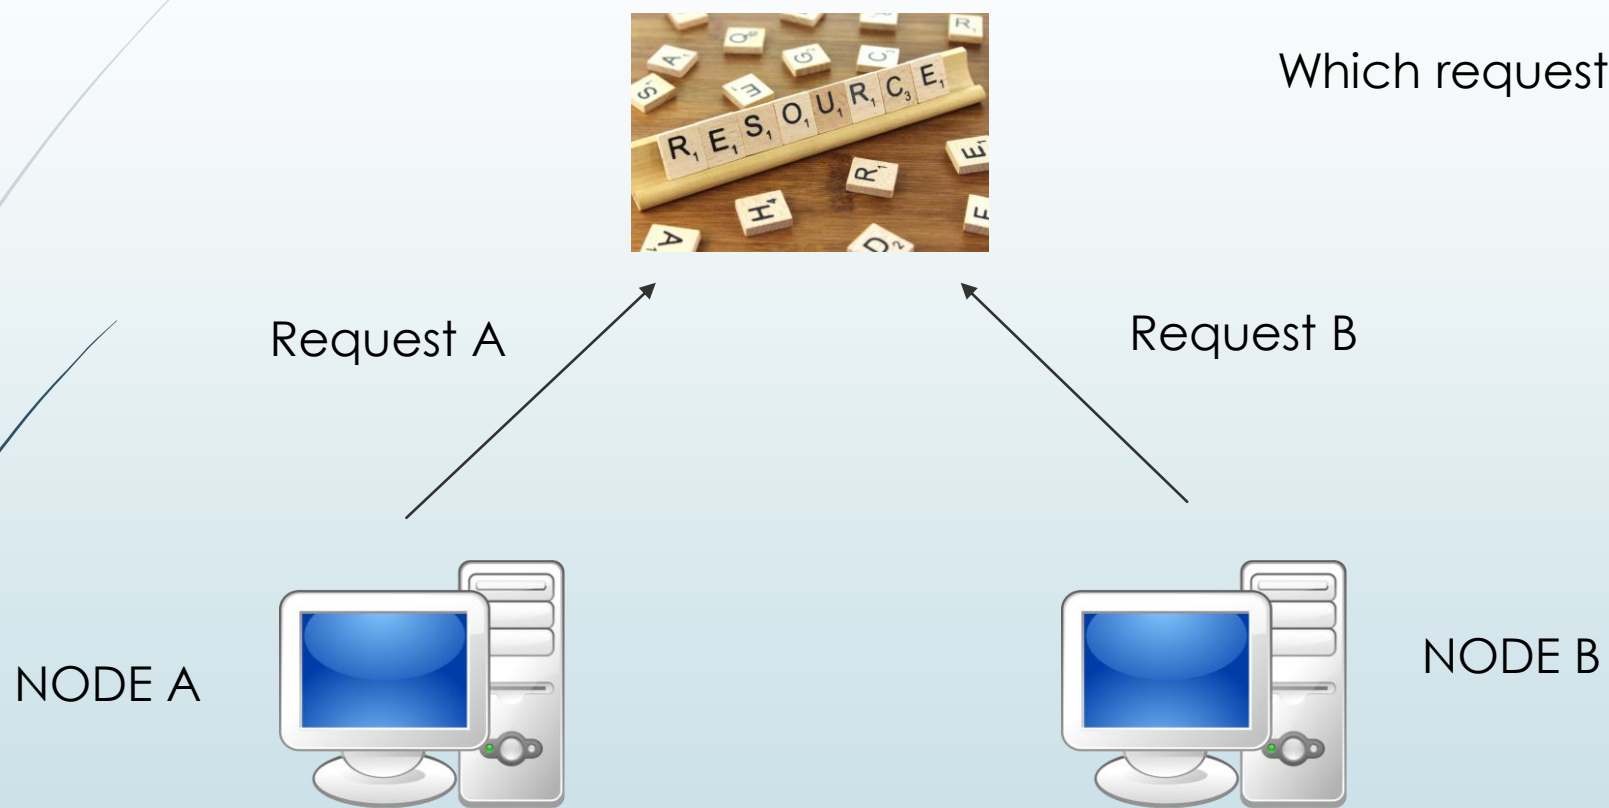 Which request
RESOURCE
Request A
Request B
NODE A
NODE B